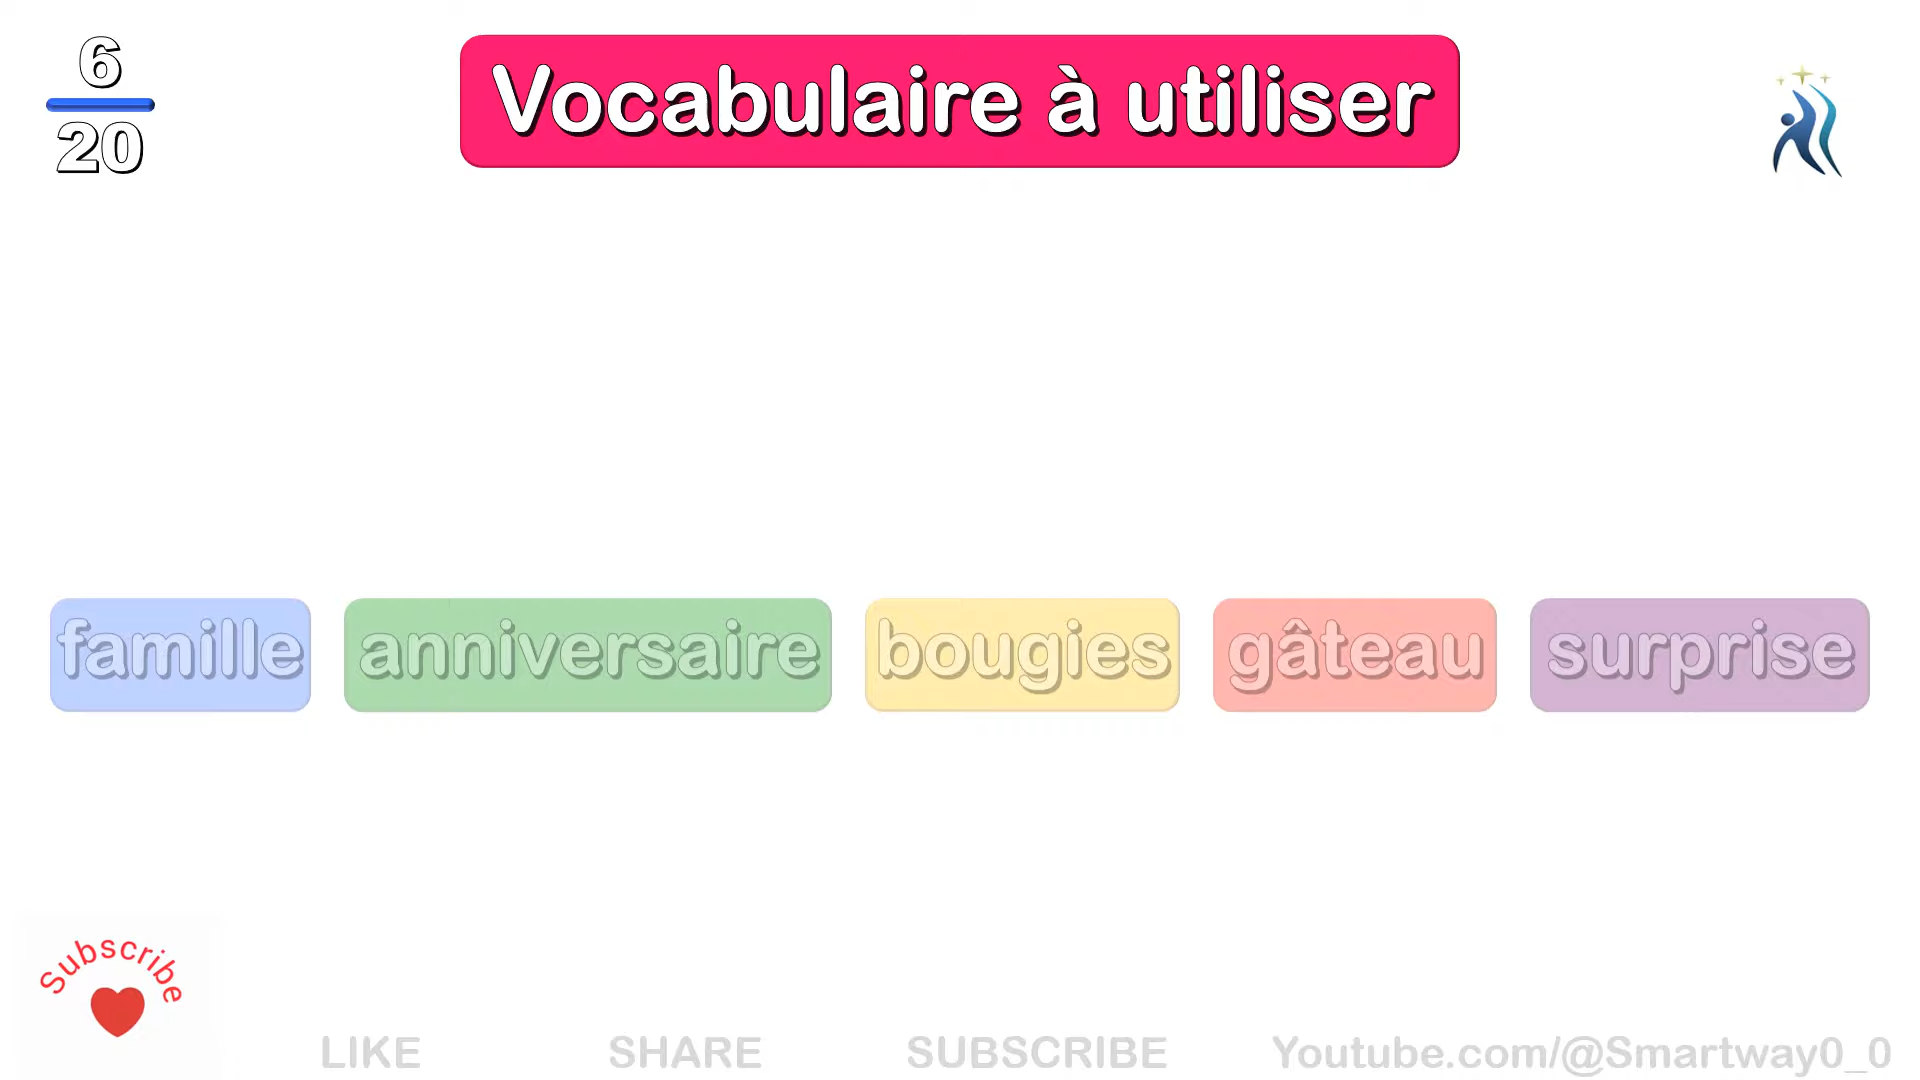 6
20
Vocabulaire à utiliser
famille anniversaire bougies gâteau surprise
Subscribe
LIKE SHARE SUBSCRIBE Youtube.com/@Smartway0_0